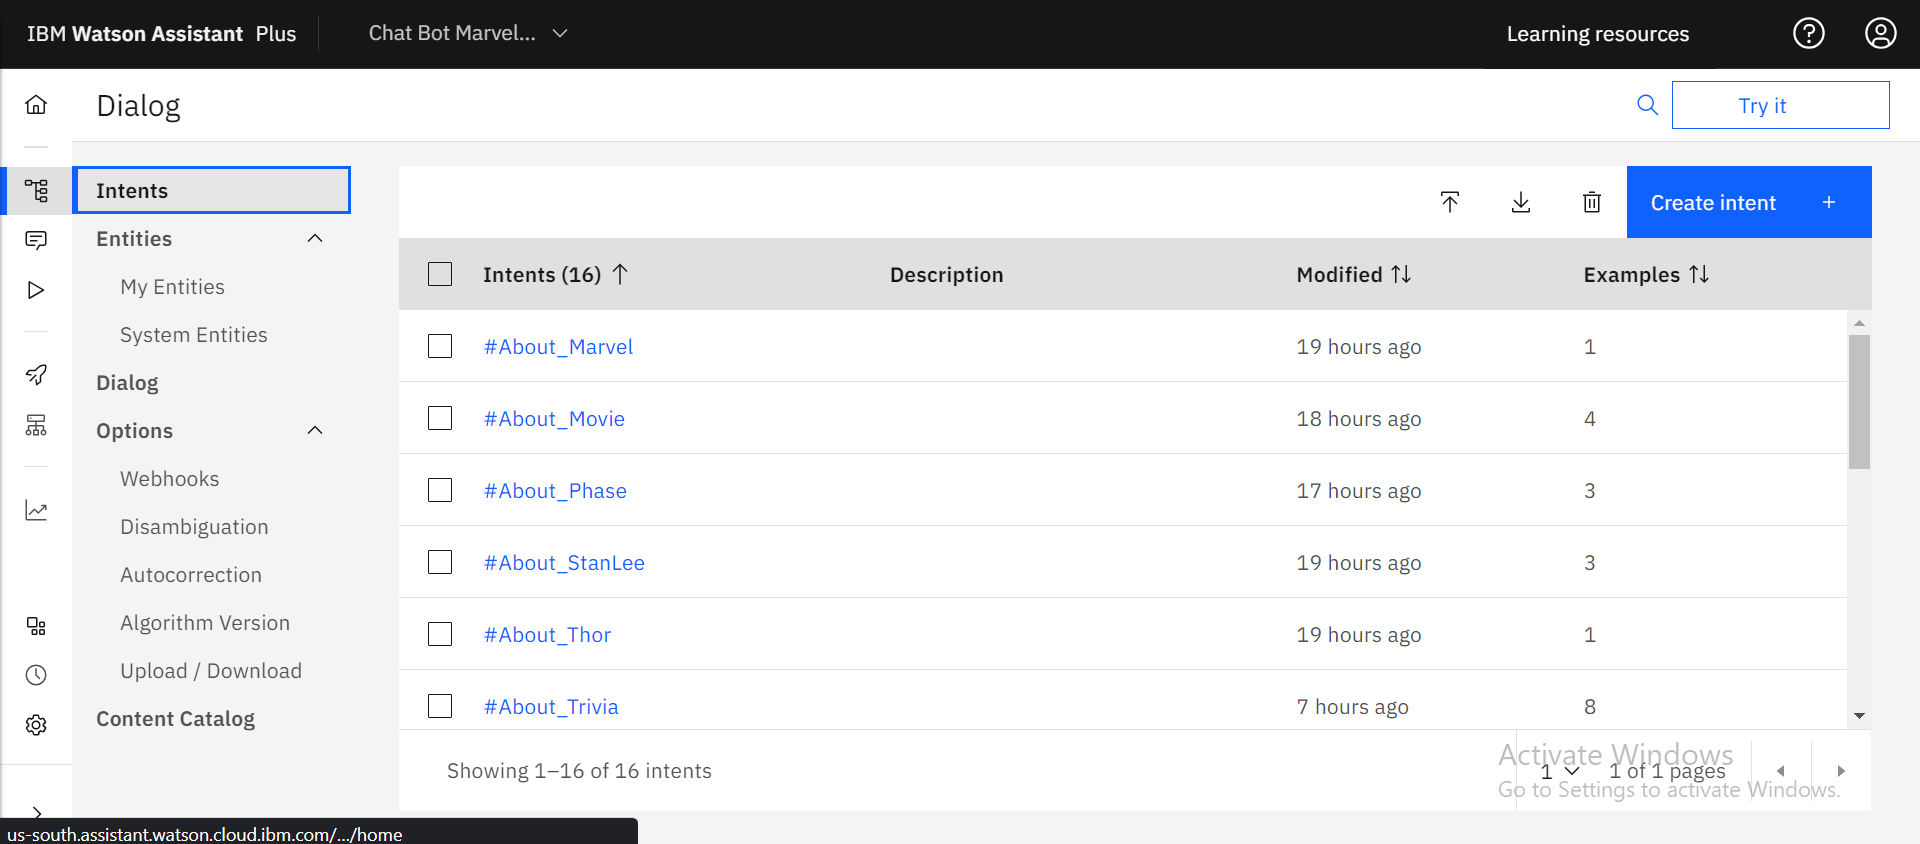 IBM Watson Assistant Plus
Chat Bot Marvel...
Learning resources
Dialog
Try it
Intents
Entities
My Entities
System Entities
Dialog
Options
Webhooks
Disambiguation
Autocorrection
Algorithm Version
Upload / Download
Content Catalog
Create intent +
Intents (16) Description Modified Examples
#About_Marvel 19 hours ago 1
#About_Movie 18 hours ago 4
#About_Phase 17 hours ago 3
#About_StanLee 19 hours ago 3
#About_Thor 19 hours ago 1
#About_Trivia 7 hours ago 8
Showing 1–16 of 16 intents
1
1 of 1 pages
Activate Windows
Go to Settings to activate Windows.
us-south.assistant.watson.cloud.ibm.com/.../home